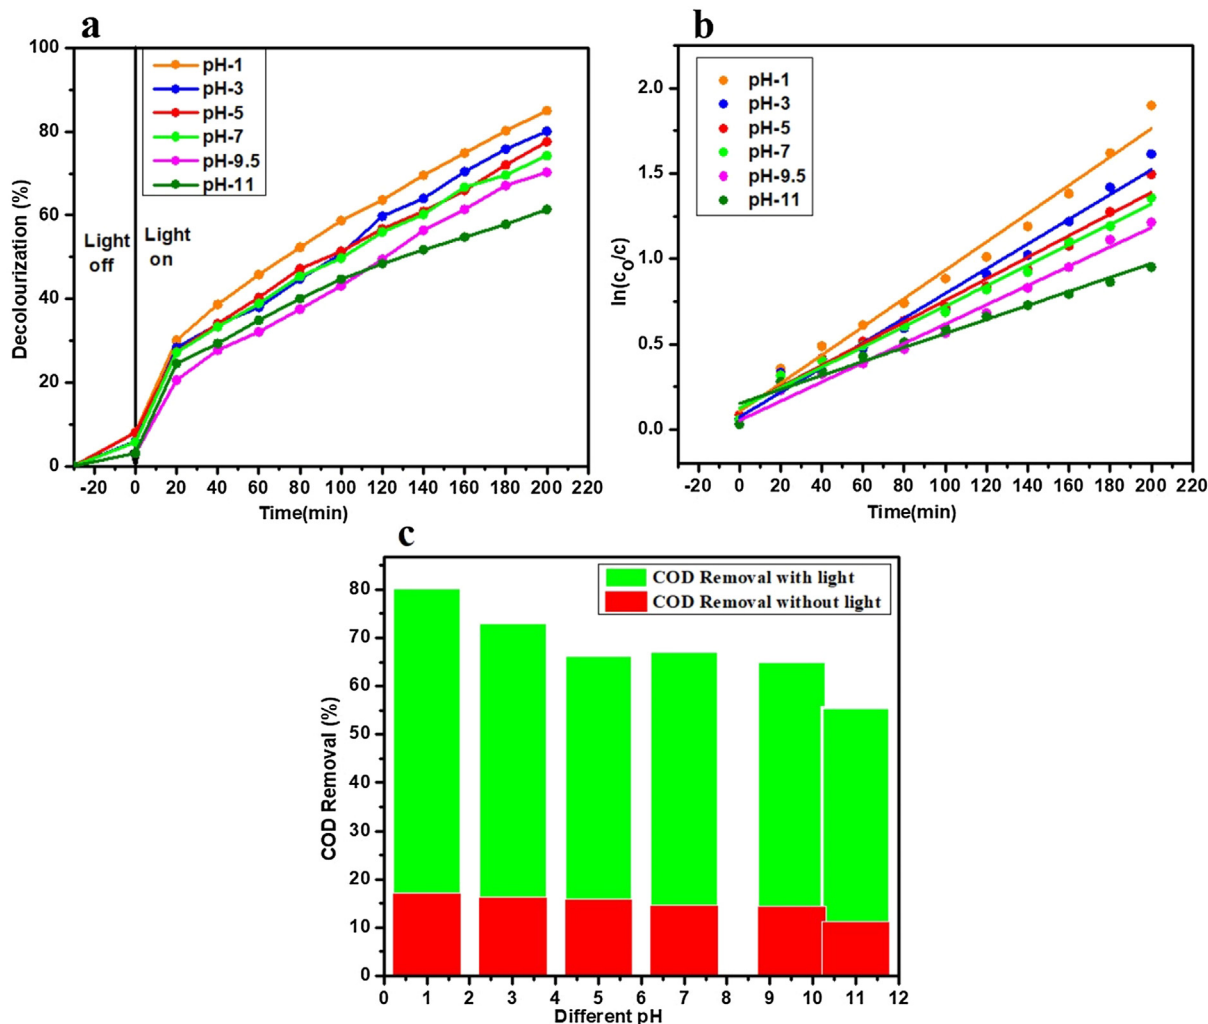 a
100
80
60
40
20
0
Decolourization (%)
pH-1
pH-3
pH-5
pH-7
pH-9.5
pH-11
Light off
Light on
-20 0 20 40 60 80 100 120 140 160 180 200 220
Time(min)
b
2.0
1.5
1.0
0.5
0.0
ln(c0/c)
pH-1
pH-3
pH-5
pH-7
pH-9.5
pH-11
-20 0 20 40 60 80 100 120 140 160 180 200 220
Time(min)
c
80
70
60
50
40
30
20
10
0
COD Removal (%)
COD Removal with light
COD Removal without light
0 1 2 3 4 5 6 7 8 9 10 11 12
Different pH